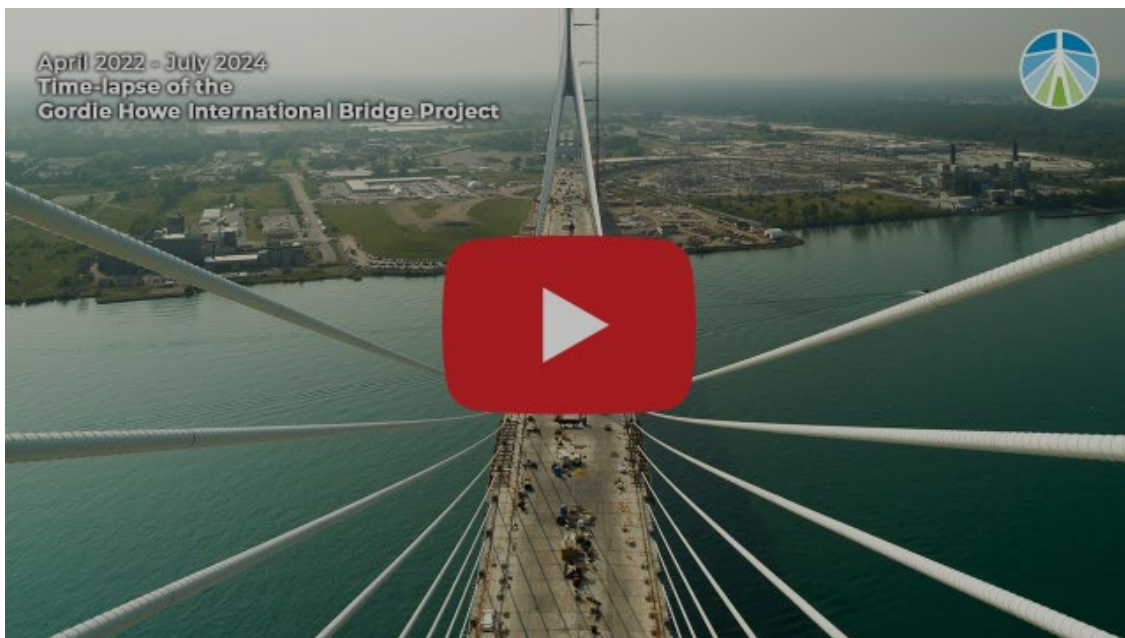 April 2022 - July 2024
Time-lapse of the
Gordie Howe International Bridge Project